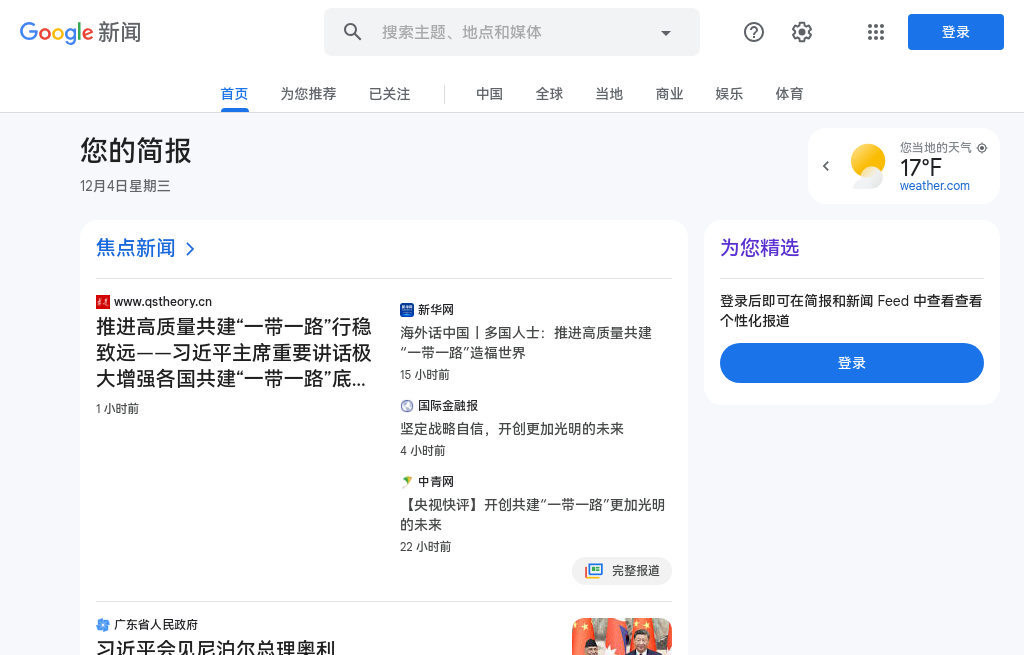 Google 新闻
搜索主题、地点和媒体
登录
首页 为您推荐 已关注 中国 全球 当地 商业 娱乐 体育
您的简报
12月4日星期三
您当地的天气
17°F
weather.com
焦点新闻
www.qstheory.cn
推进高质量共建“一带一路”行稳
致远——习近平主席重要讲话极
大增强各国共建“一带一路”底...
1 小时前
新华网
海外话中国丨多国人士：推进高质量共建
“一带一路”造福世界
15 小时前
国际金融报
坚定战略自信，开创更加光明的未来
4 小时前
中青网
【央视快评】开创共建“一带一路”更加光明
的未来
22 小时前
完整报道
广东省人民政府
习近平会见尼泊尔总理奥利
为您精选
登录后即可在简报和新闻 Feed 中查看查看
个性化报道
登录